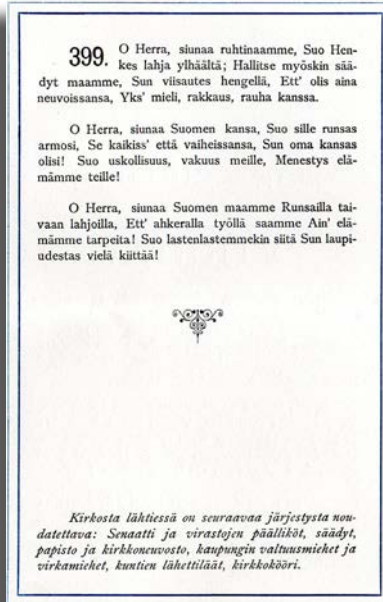 399. O Herra, siunaa ruhtinaamme, Suo Hen-
kes lahja ylhäältä; Hallitse myöskin sää-
dyt maamme, Sun viisautes hengellä, Ett' olis aina
neuvoissansa, Yks' mieli, rakkaus, rauha kanssa.
O Herra, siunaa Suomen kansa, Suo sille runsas
armosi, Se kaikiss' että vaiheissansa, Sun oma kansas
olisi! Suo uskollisuus, vakuus meille, Menestys elä-
mämme teille!
O Herra, siunaa Suomen maamme Runsailla tai-
vaan lahjoilla, Ett' ahkeralla työllä saamme Ain' elä-
mämme tarpeita! Suo lastenlastemmekin siitä Sun laupi-
udestas vielä kiittää!
Kirkosta lähtiessä on seuraavaa järjestystä nou-
datettava: Senaatti ja virastojen päälliköt, säädyt,
papisto ja kirkkoneuvosto, kaupungin valtuusmiehet ja
virkamiehet, kuntien lähettiläät, kirkkokööri.